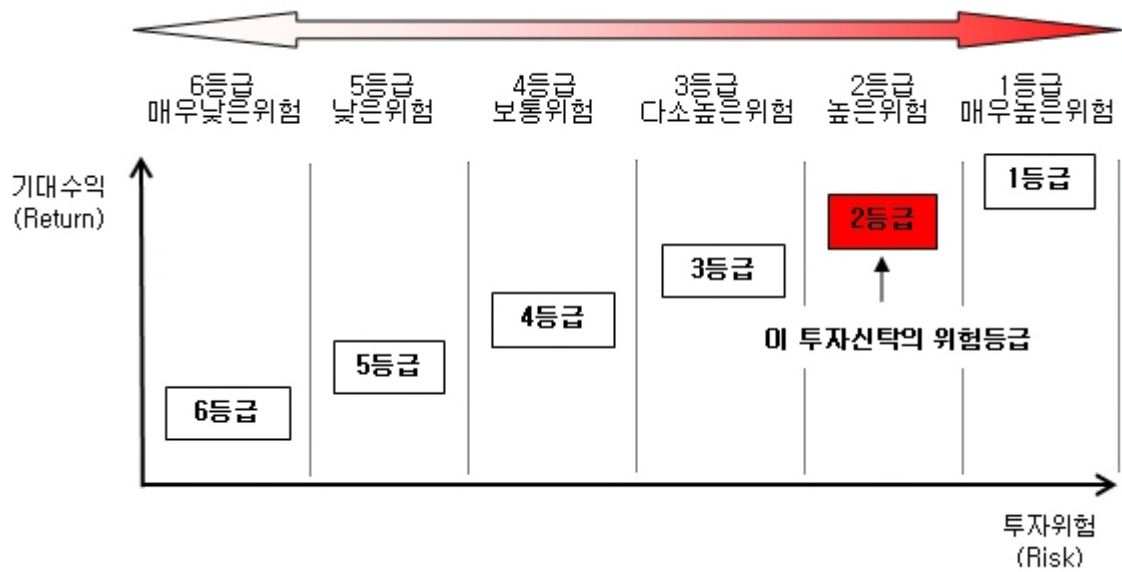 6등급 5등급 4등급 3등급 2등급 1등급
매우낮은위험 낮은위험 보통위험 다소높은위험 높은위험 매우높은위험
기대수익
(Return)
1등급
2등급
3등급
이 투자신탁의 위험등급
4등급
5등급
6등급
투자위험
(Risk)